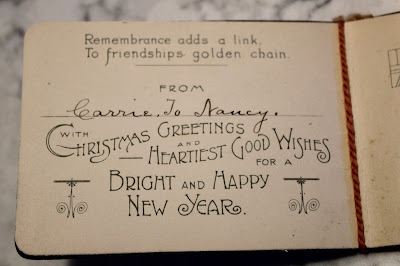 Remembrance adds a link,
To friendships golden chain.
FROM
Carrie. To Nancy.
WITH
CHRISTMAS GREETINGS
AND
HEARTIEST GOOD WISHES
FOR A
BRIGHT AND HAPPY
NEW YEAR.